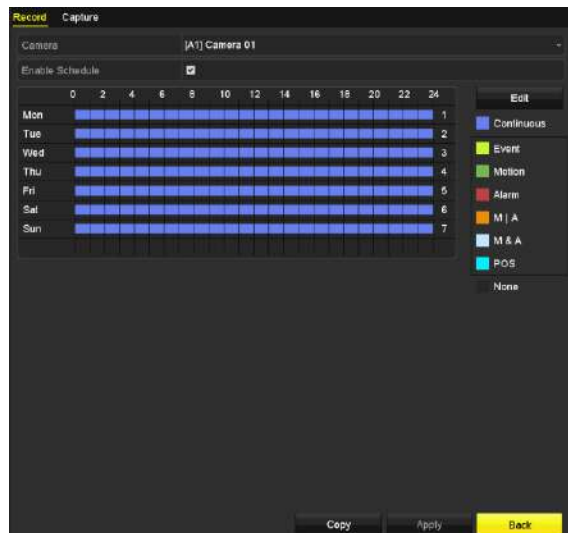 Record Capture
Camera [A1] Camera 01
Enable Schedule
0 2 4 6 8 10 12 14 16 18 20 22 24
Edit
Mon 1
Continuous
Tue 2
Wed 3
Event
Thu 4
Motion
Fri 5
Alarm
Sat 6
M | A
Sun 7
M & A
POS
None
Copy Apply Back